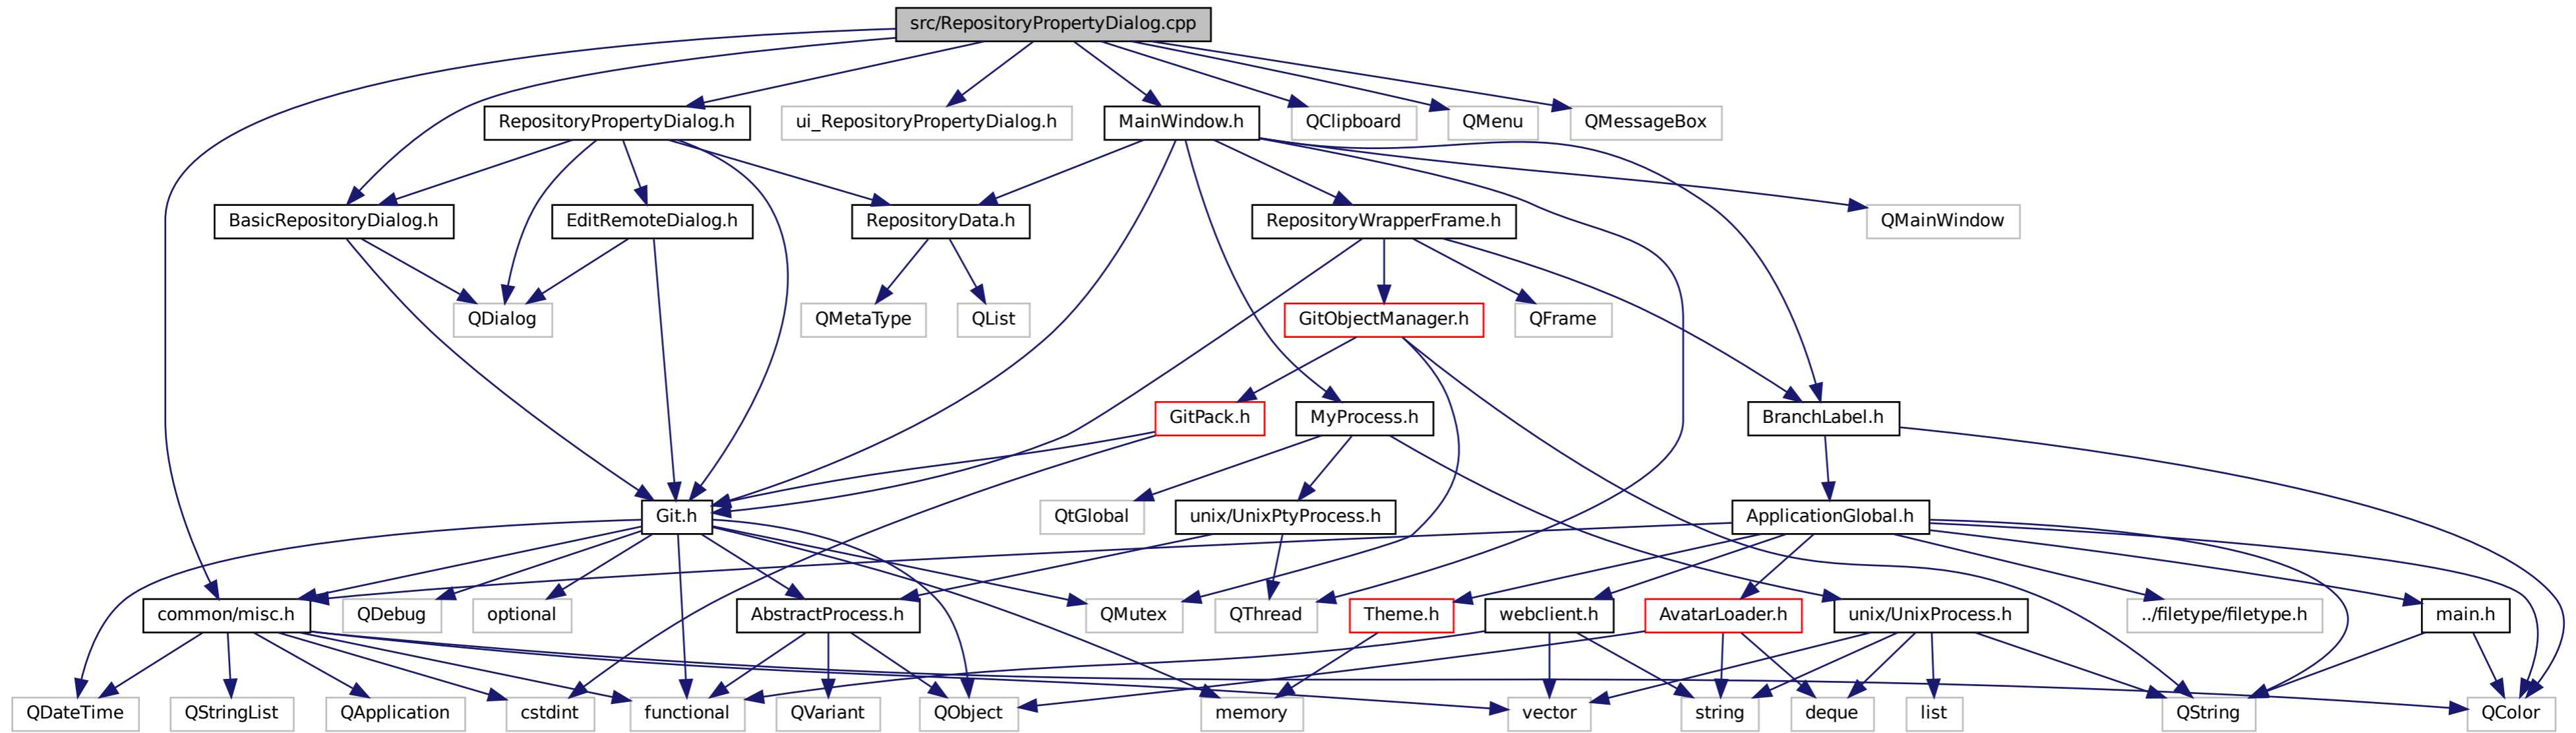 src/RepositoryPropertyDialog.cpp
RepositoryPropertyDialog.h
ui_RepositoryPropertyDialog.h
MainWindow.h
QClipboard
QMenu
QMessageBox
BasicRepositoryDialog.h
EditRemoteDialog.h
RepositoryData.h
RepositoryWrapperFrame.h
QMainWindow
QDialog
QMetaType
QList
GitObjectManager.h
QFrame
GitPack.h
MyProcess.h
BranchLabel.h
Git.h
QtGlobal
unix/UnixPtyProcess.h
ApplicationGlobal.h
common/misc.h
QDebug
optional
AbstractProcess.h
QMutex
QThread
Theme.h
webclient.h
AvatarLoader.h
unix/UnixProcess.h
../filetype/filetype.h
main.h
QDateTime
QStringList
QApplication
cstdint
functional
QVariant
QObject
memory
vector
string
deque
list
QString
QColor